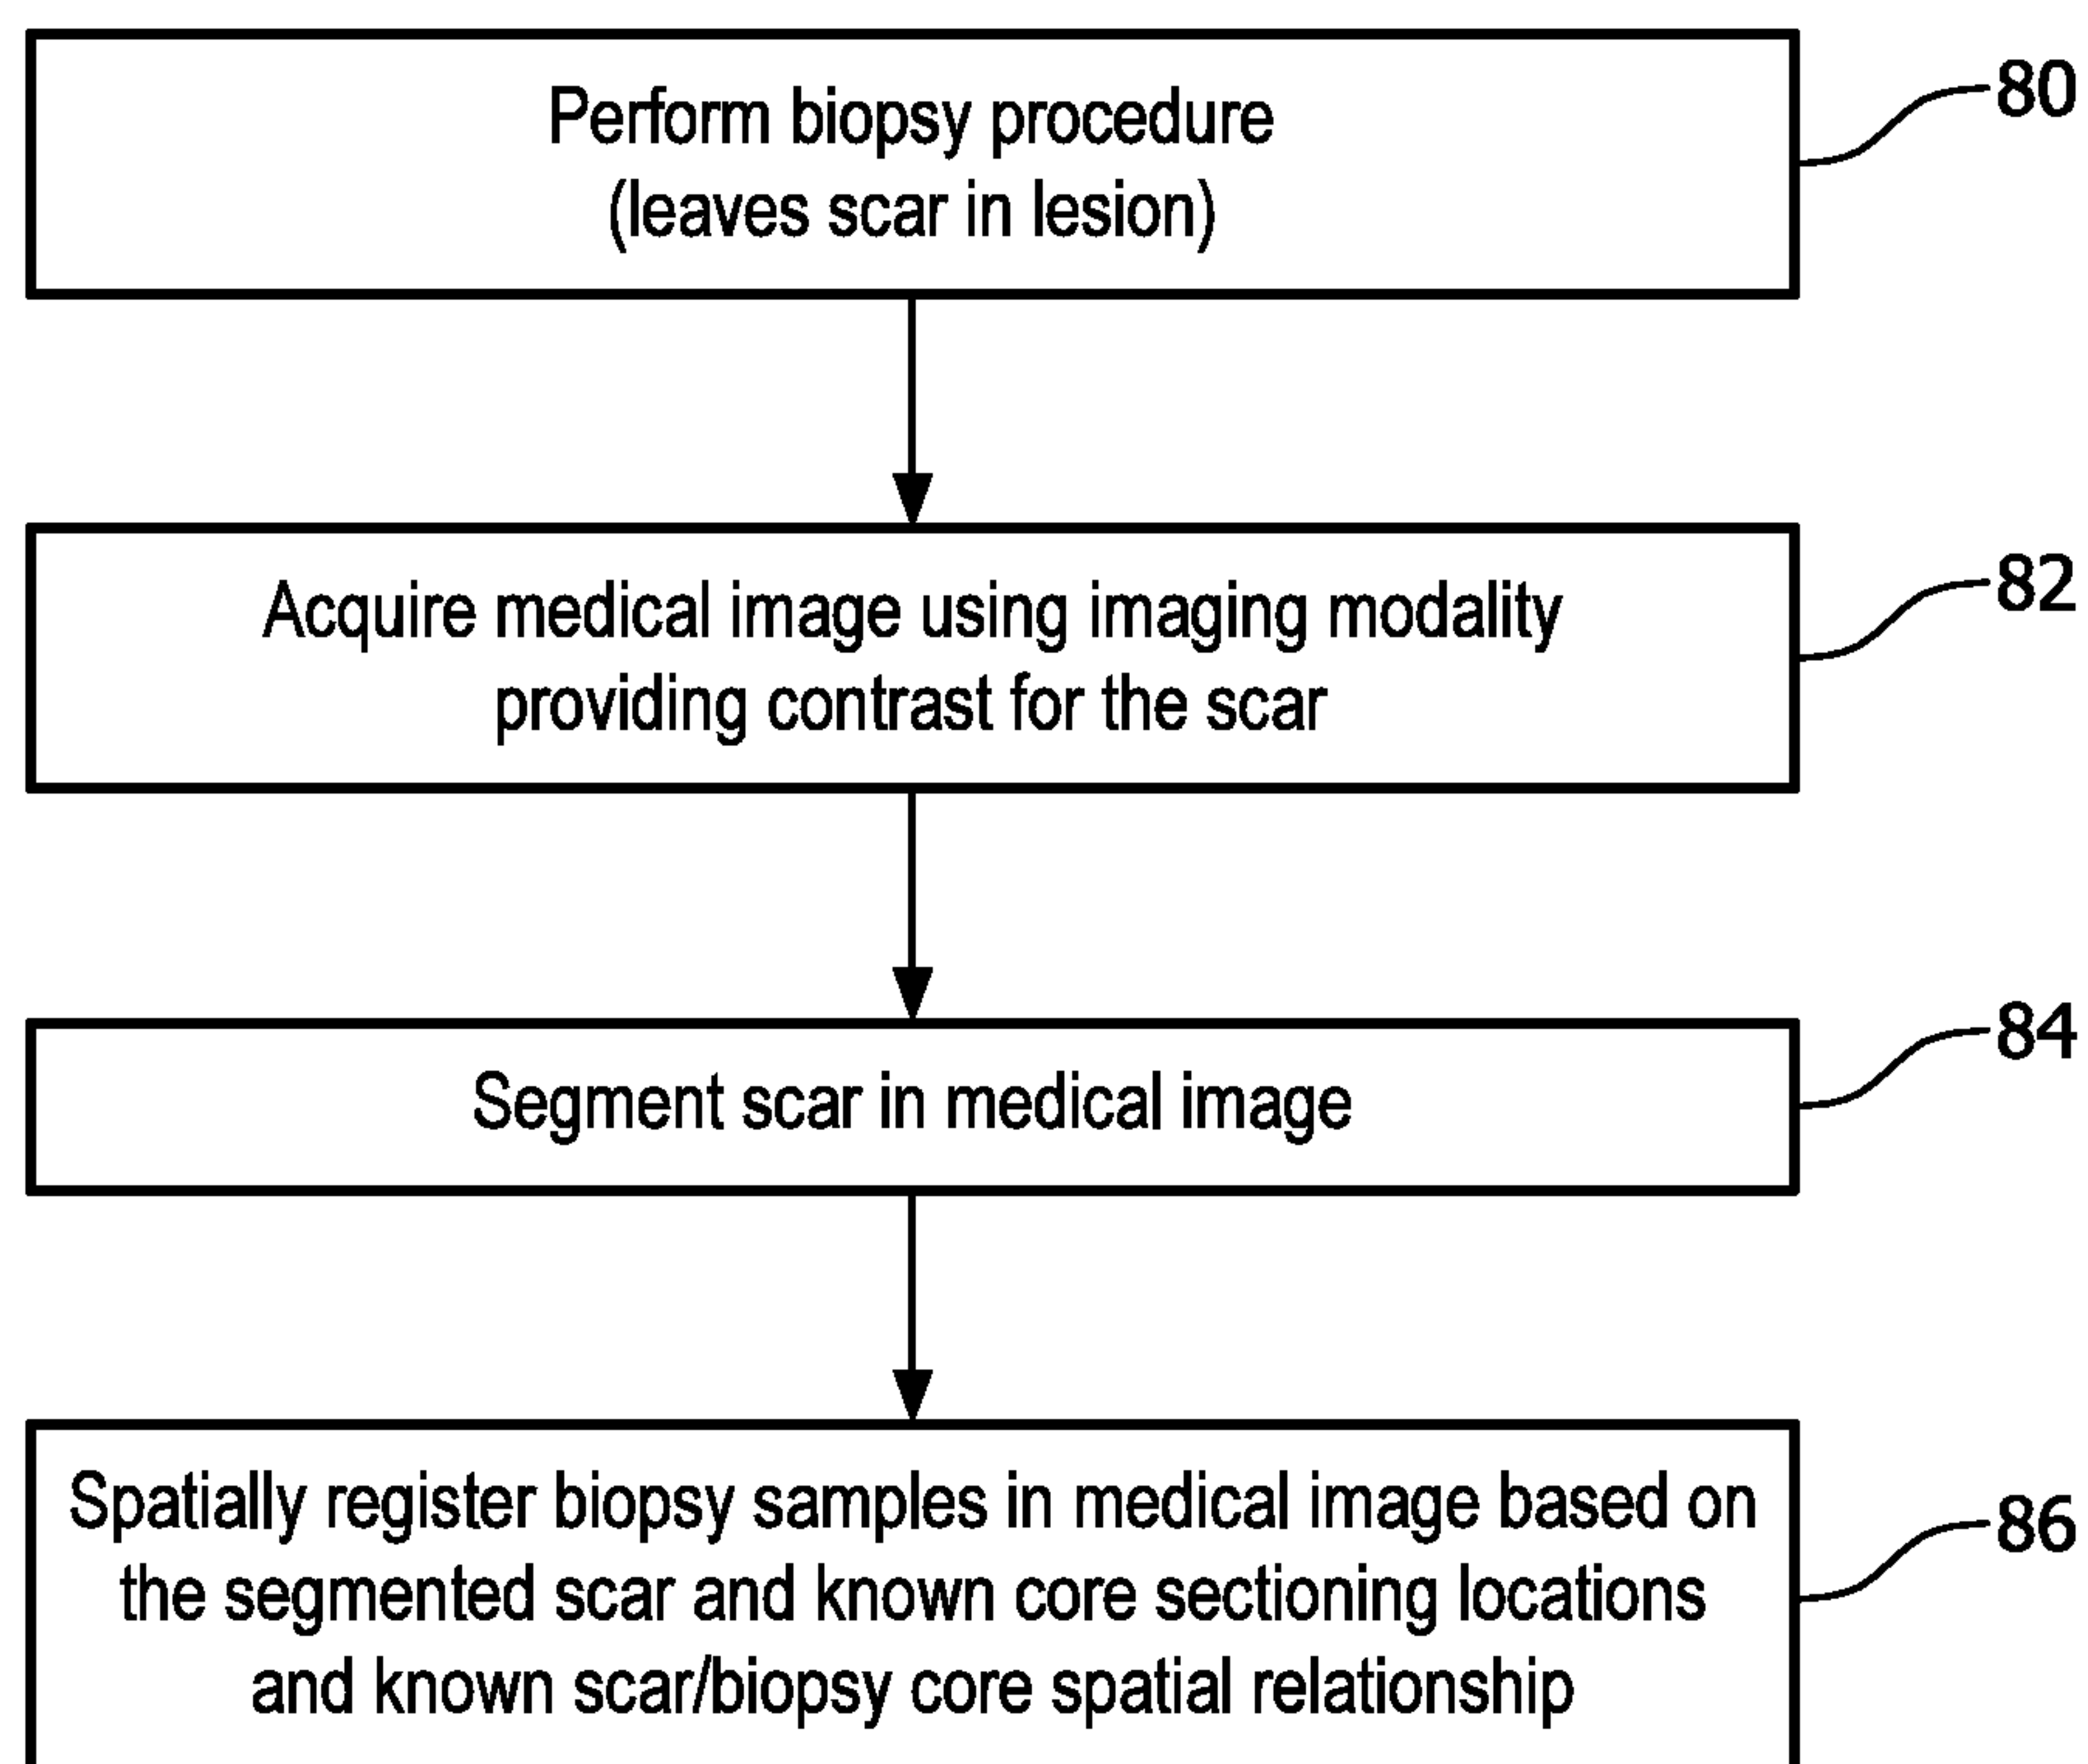 Perform biopsy procedure
(leaves scar in lesion)
80
Acquire medical image using imaging modality
providing contrast for the scar
82
Segment scar in medical image
84
Spatially register biopsy samples in medical image based on
the segmented scar and known core sectioning locations
and known scar/biopsy core spatial relationship
86